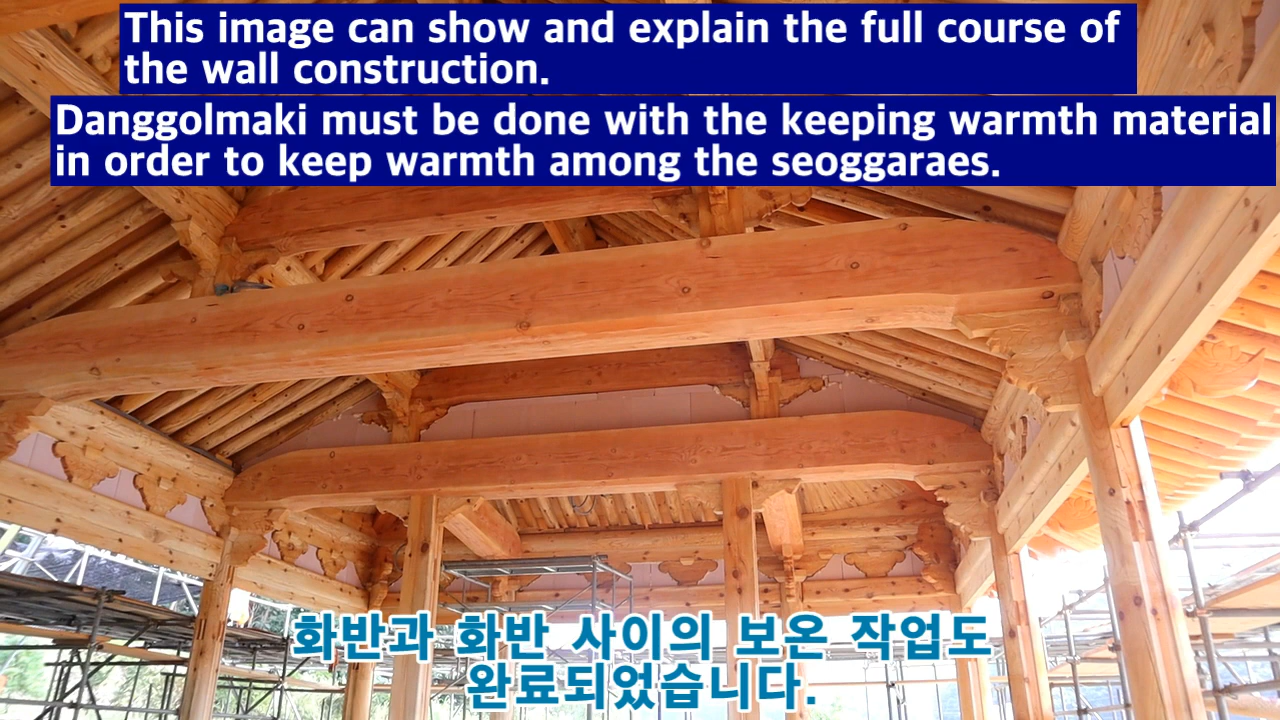 This image can show and explain the full course of
the wall construction.
Danggolmaki must be done with the keeping warmth material
in order to keep warmth among the seoggaraes.
화반과 화반 사이의 보온 작업도
완료되었습니다.